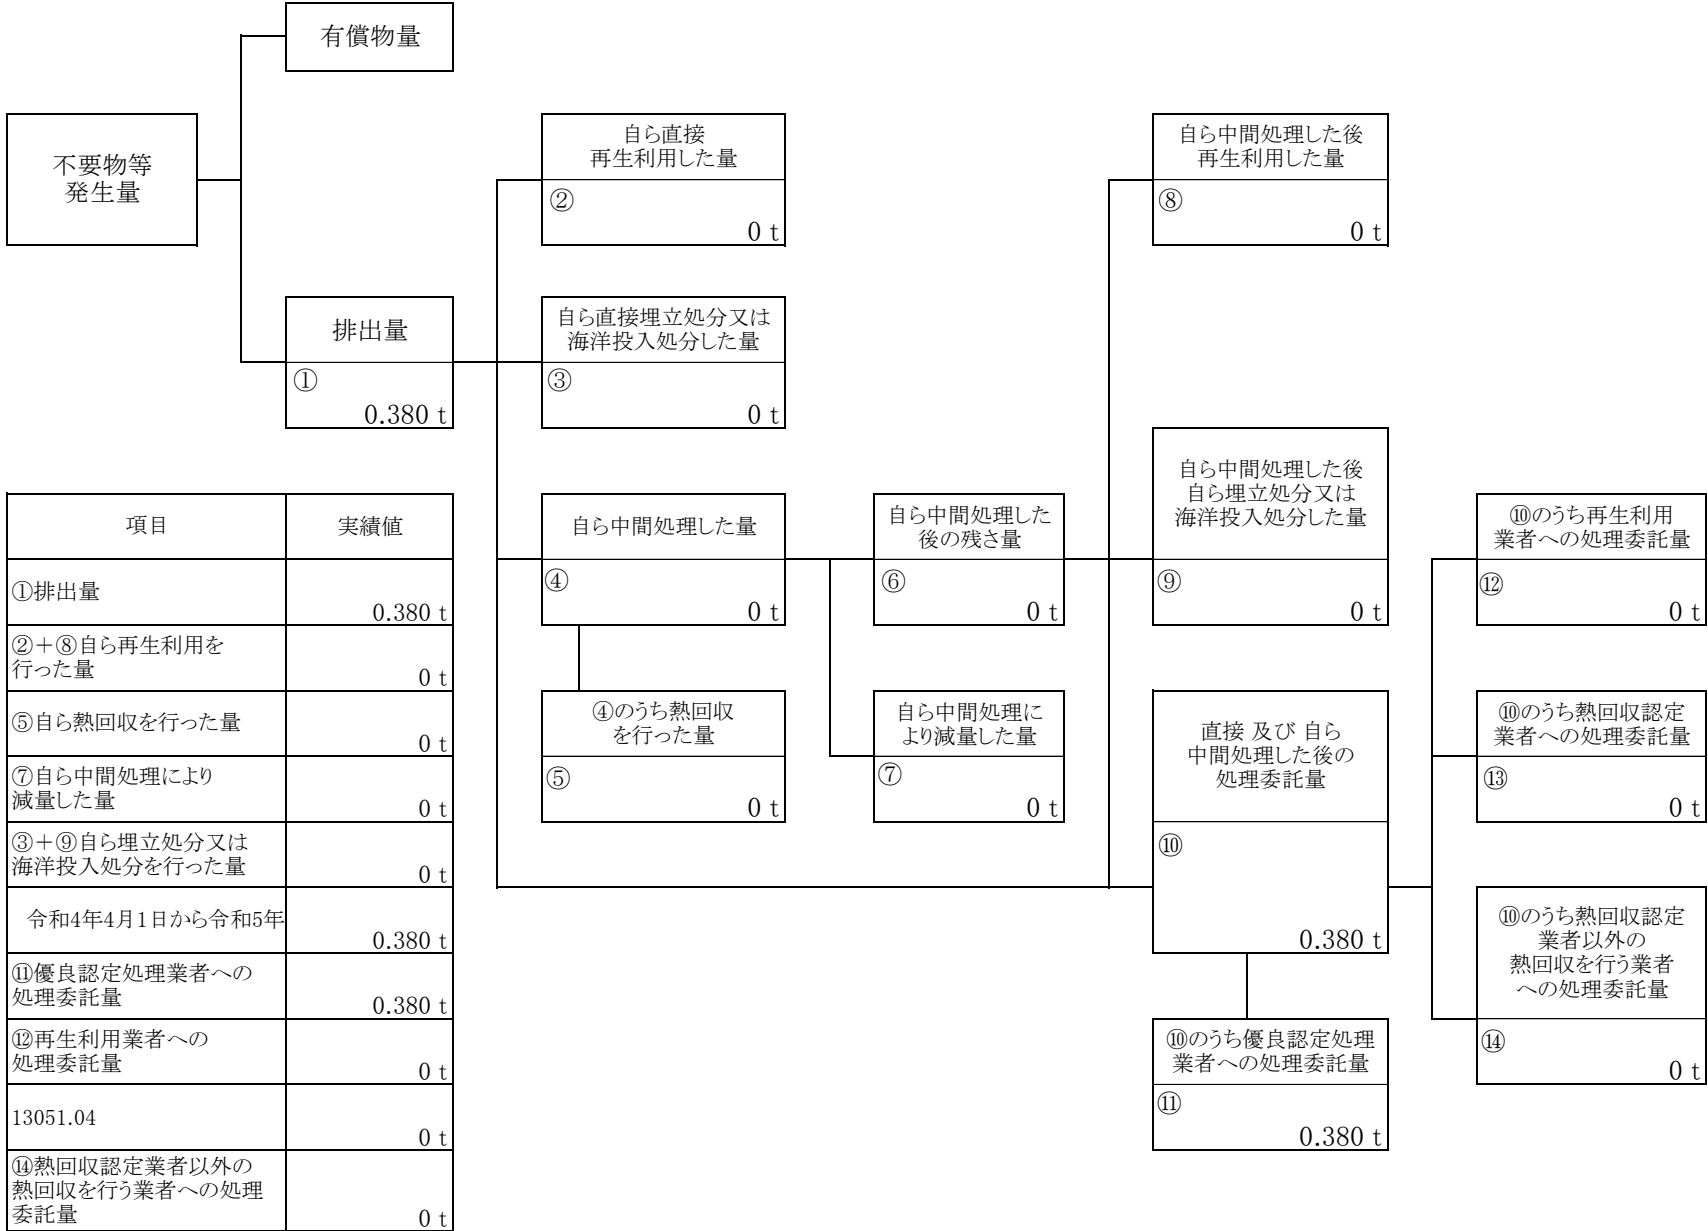 有償物量
不要物等
発生量
自ら直接
再生利用した量
②
0 t
自ら中間処理した後
再生利用した量
⑧
0 t
排出量
①
0.380 t
自ら直接埋立処分又は
海洋投入処分した量
③
0 t
自ら中間処理した量
④
0 t
自ら中間処理した
後の残さ量
⑥
0 t
自ら中間処理した後
自ら埋立処分又は
海洋投入処分した量
⑨
0 t
⑩のうち再生利用
業者への処理委託量
⑫
0 t
④のうち熱回収
を行った量
⑤
0 t
自ら中間処理に
より減量した量
⑦
0 t
直接 及び 自ら
中間処理した後の
処理委託量
⑩
0.380 t
⑩のうち熱回収認定
業者への処理委託量
⑬
0 t
⑩のうち熱回収認定
業者以外の
熱回収を行う業者
への処理委託量
⑭
0 t
⑩のうち優良認定処理
業者への処理委託量
⑪
0.380 t
項目 実績値
①排出量
0.380 t
②＋⑧自ら再生利用を
行った量
0 t
⑤自ら熱回収を行った量
0 t
⑦自ら中間処理により
減量した量
0 t
③＋⑨自ら埋立処分又は
海洋投入処分を行った量
0 t
令和4年4月1日から令和5年
0.380 t
⑪優良認定処理業者への
処理委託量
0.380 t
⑫再生利用業者への
処理委託量
0 t
13051.04
0 t
⑭熱回収認定業者以外の
熱回収を行う業者への処理
委託量
0 t